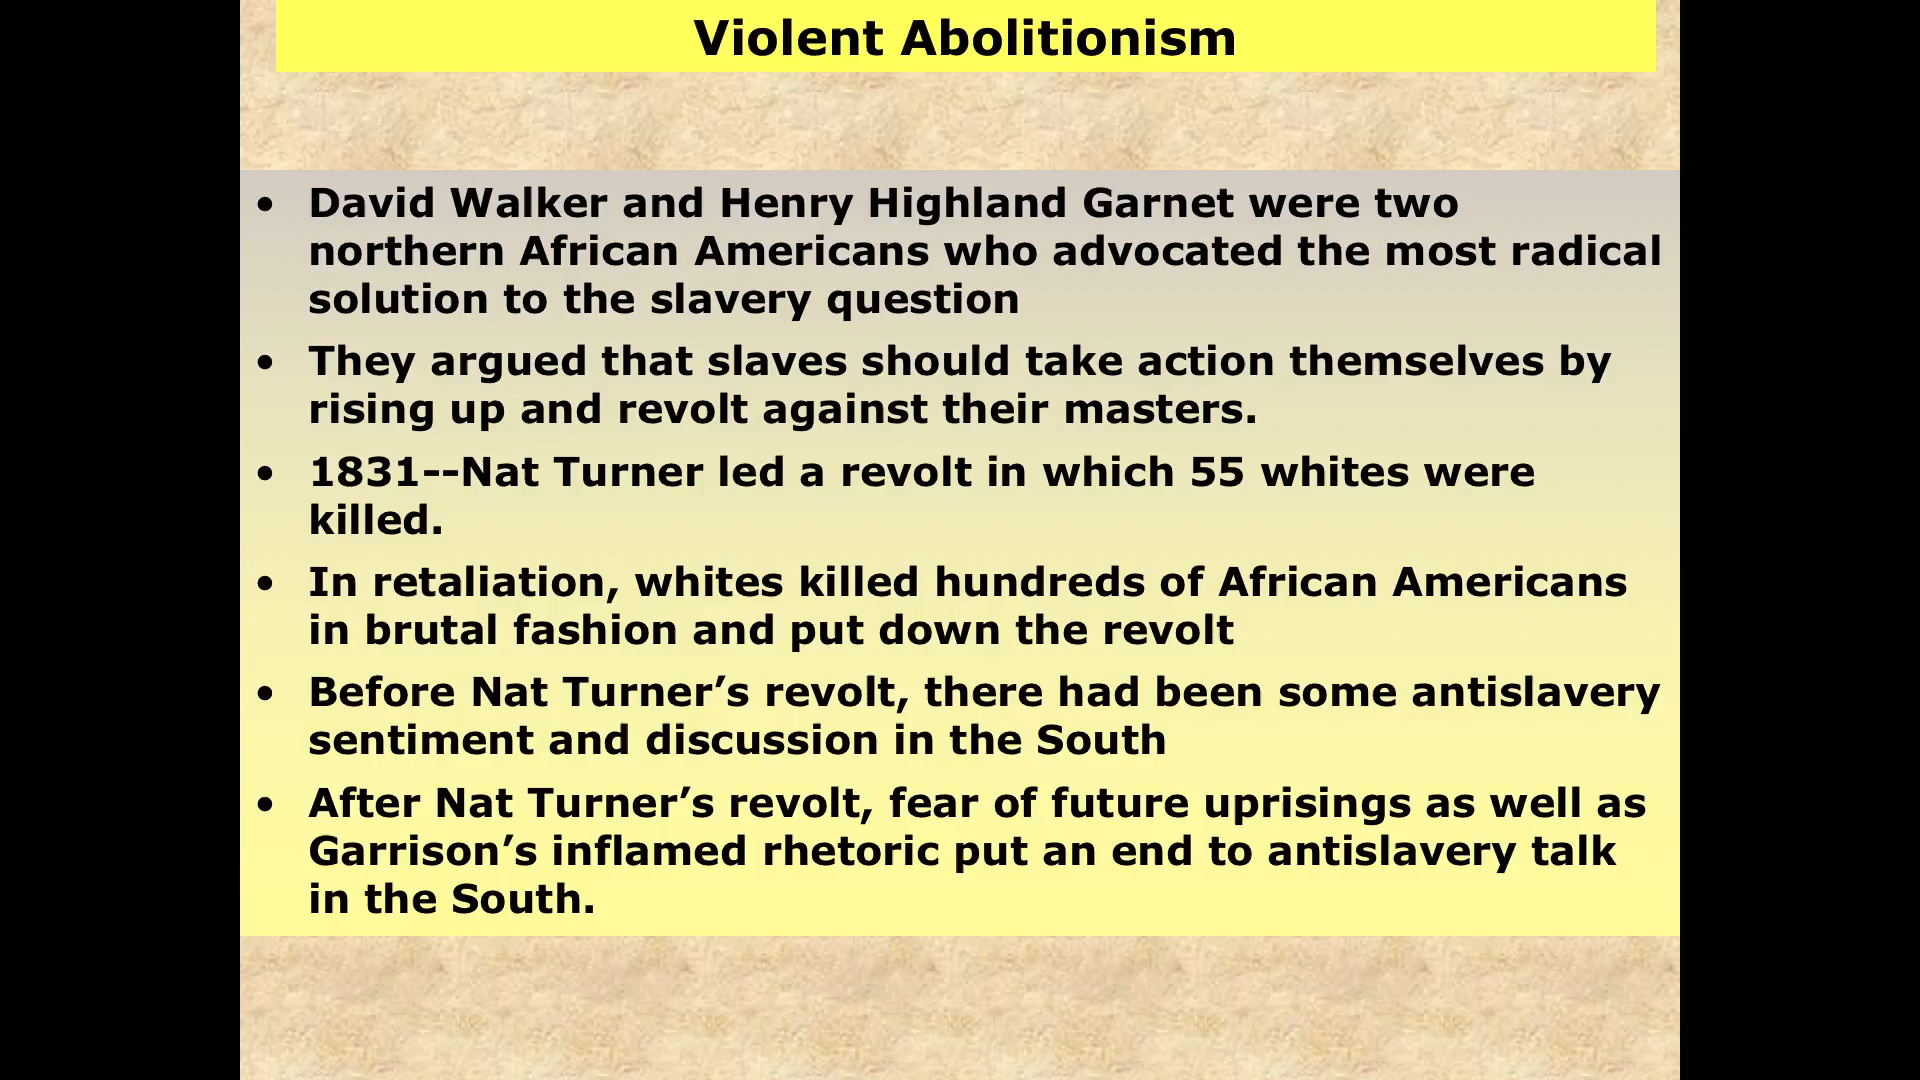 Violent Abolitionism
• David Walker and Henry Highland Garnet were two
northern African Americans who advocated the most radical
solution to the slavery question
• They argued that slaves should take action themselves by
rising up and revolt against their masters.
• 1831--Nat Turner led a revolt in which 55 whites were
killed.
• In retaliation, whites killed hundreds of African Americans
in brutal fashion and put down the revolt
• Before Nat Turner’s revolt, there had been some antislavery
sentiment and discussion in the South
• After Nat Turner’s revolt, fear of future uprisings as well as
Garrison’s inflamed rhetoric put an end to antislavery talk
in the South.